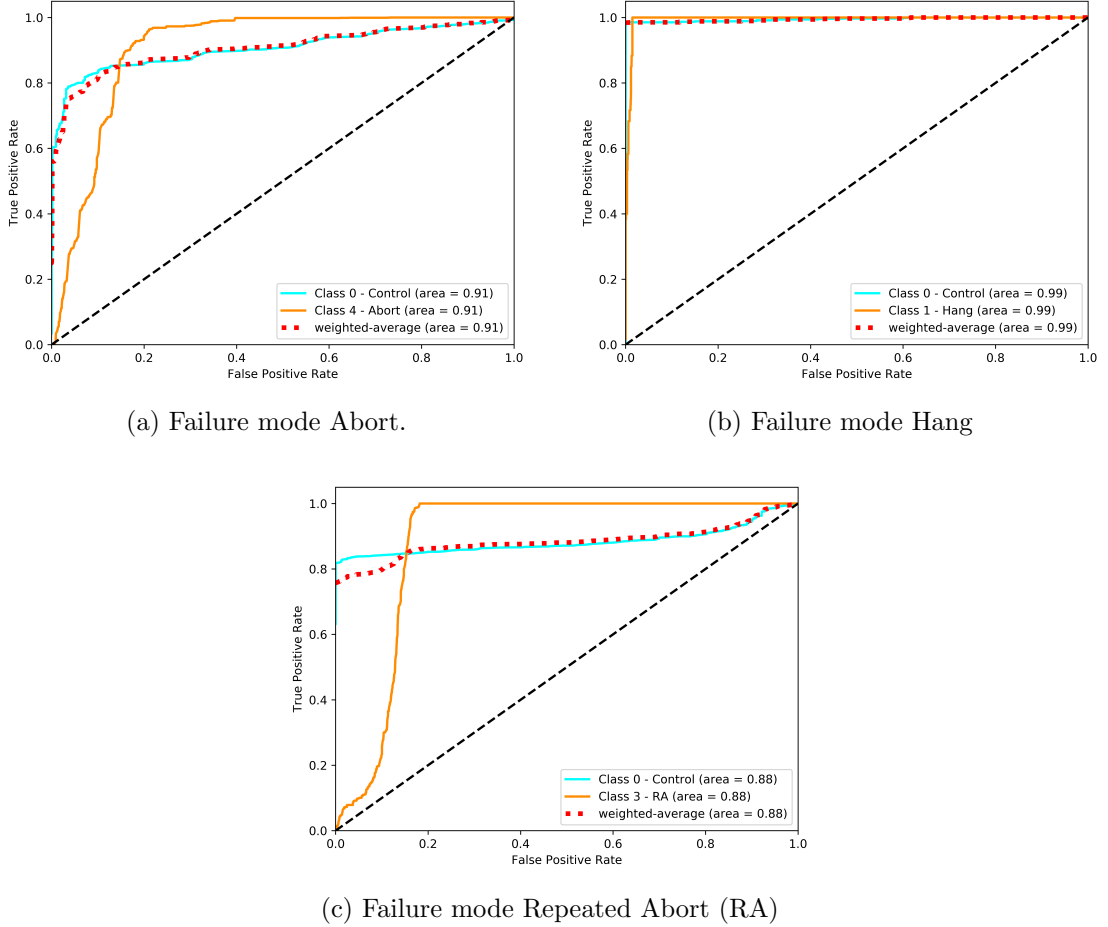 1.0
0.8
0.6
0.4
0.2
0.0
True Positive Rate
0.0 0.2 0.4 0.6 0.8 1.0
False Positive Rate
Class 0 - Control (area = 0.91)
Class 4 - Abort (area = 0.91)
weighted-average (area = 0.91)
(a) Failure mode Abort.
1.0
0.8
0.6
0.4
0.2
0.0
True Positive Rate
0.0 0.2 0.4 0.6 0.8 1.0
False Positive Rate
Class 0 - Control (area = 0.99)
Class 1 - Hang (area = 0.99)
weighted-average (area = 0.99)
(b) Failure mode Hang
1.0
0.8
0.6
0.4
0.2
0.0
True Positive Rate
0.0 0.2 0.4 0.6 0.8 1.0
False Positive Rate
Class 0 - Control (area = 0.88)
Class 3 - RA (area = 0.88)
weighted-average (area = 0.88)
(c) Failure mode Repeated Abort (RA)